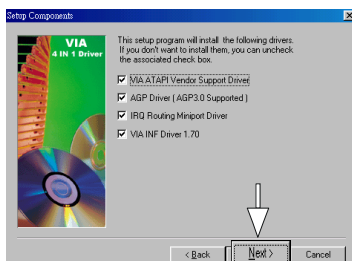 Setup Components
VIA
4 IN 1 Driver
This setup program will install the following drivers.
If you don't want to install them, you can uncheck
the associated check box.
VIA ATAPI Vendor Support Driver
AGP Driver ( AGP3.0 Supported )
IRQ Routing Miniport Driver
VIA INF Driver 1.70
< Back
Next >
Cancel